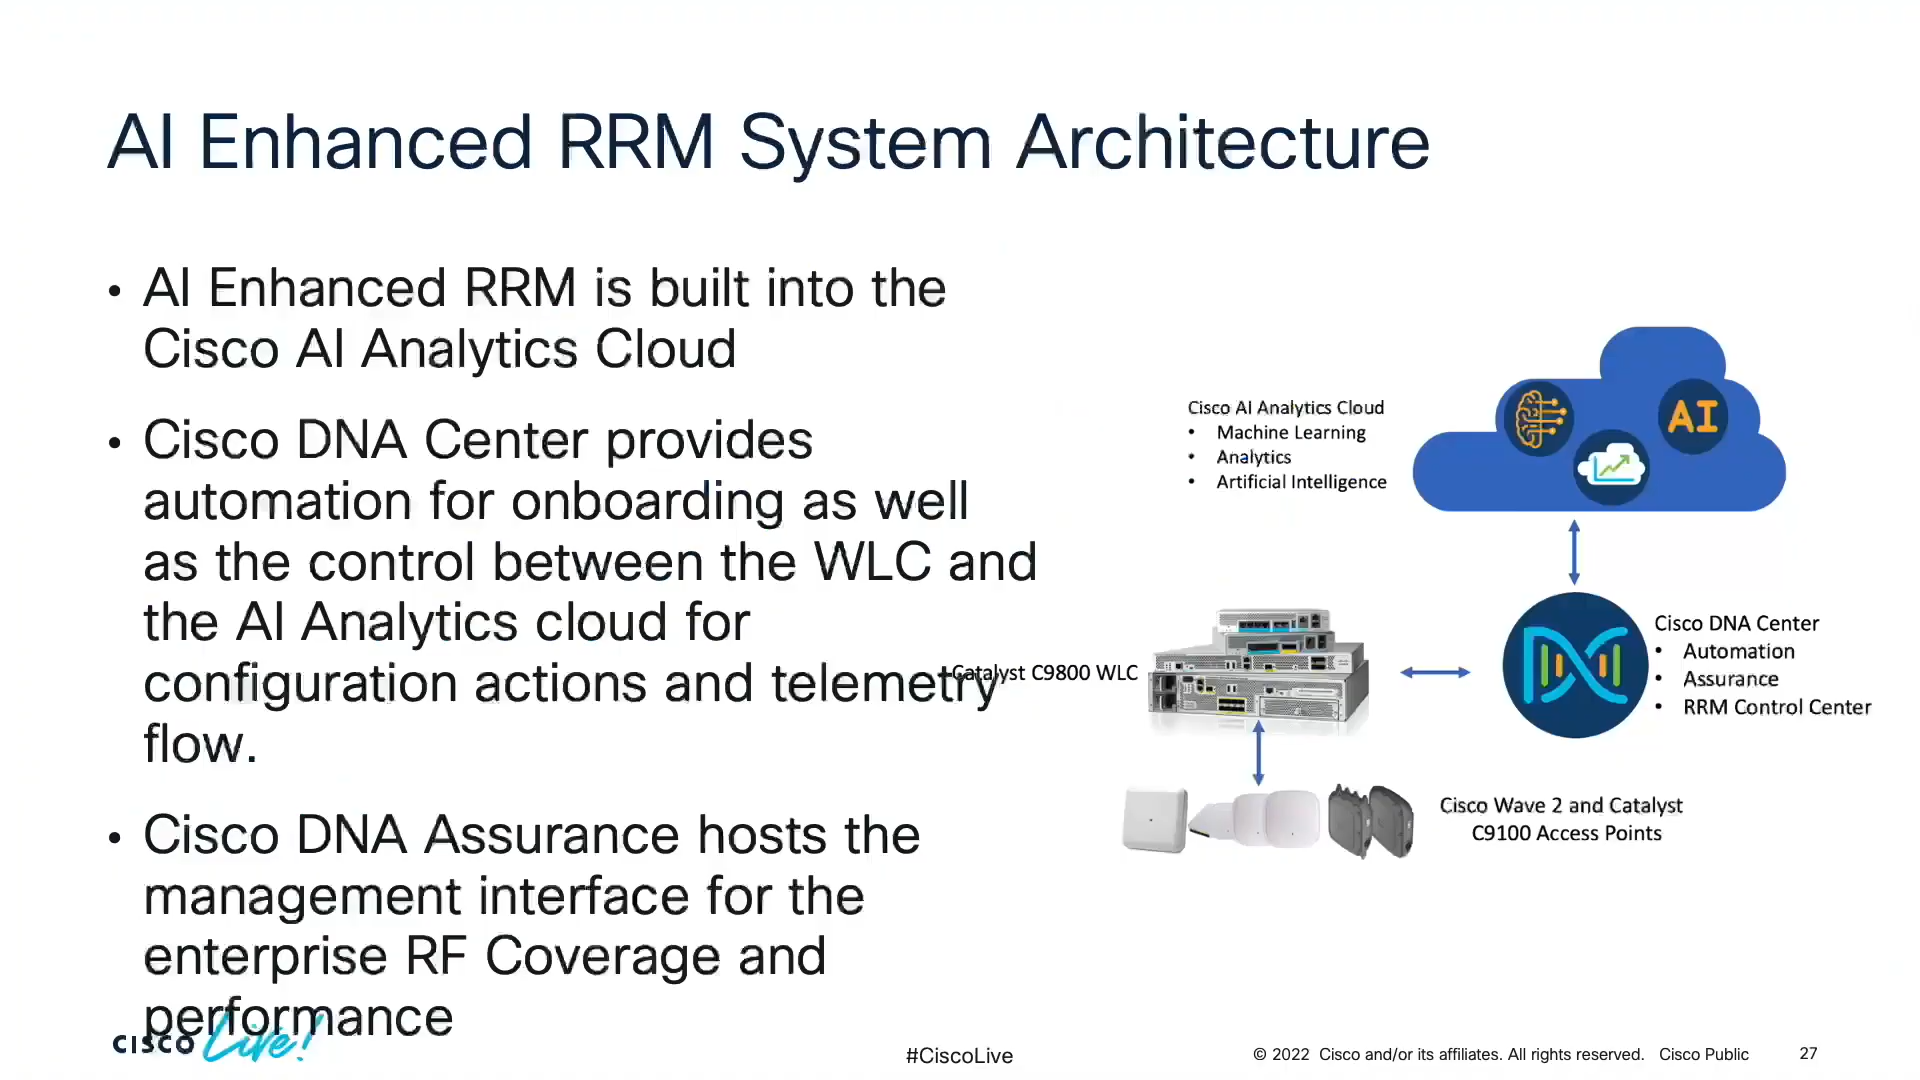 AI Enhanced RRM System Architecture
• AI Enhanced RRM is built into the
Cisco AI Analytics Cloud
• Cisco DNA Center provides
automation for onboarding as well
as the control between the WLC and
the AI Analytics cloud for
configuration actions and telemetry
flow.
• Cisco DNA Assurance hosts the
management interface for the
enterprise RF Coverage and
performance
Cisco AI Analytics Cloud
• Machine Learning
• Analytics
• Artificial Intelligence
AI
Catalyst C9800 WLC
Cisco DNA Center
• Automation
• Assurance
• RRM Control Center
Cisco Wave 2 and Catalyst
C9100 Access Points
CISCO Live!
#CiscoLive
© 2022 Cisco and/or its affiliates. All rights reserved. Cisco Public
27